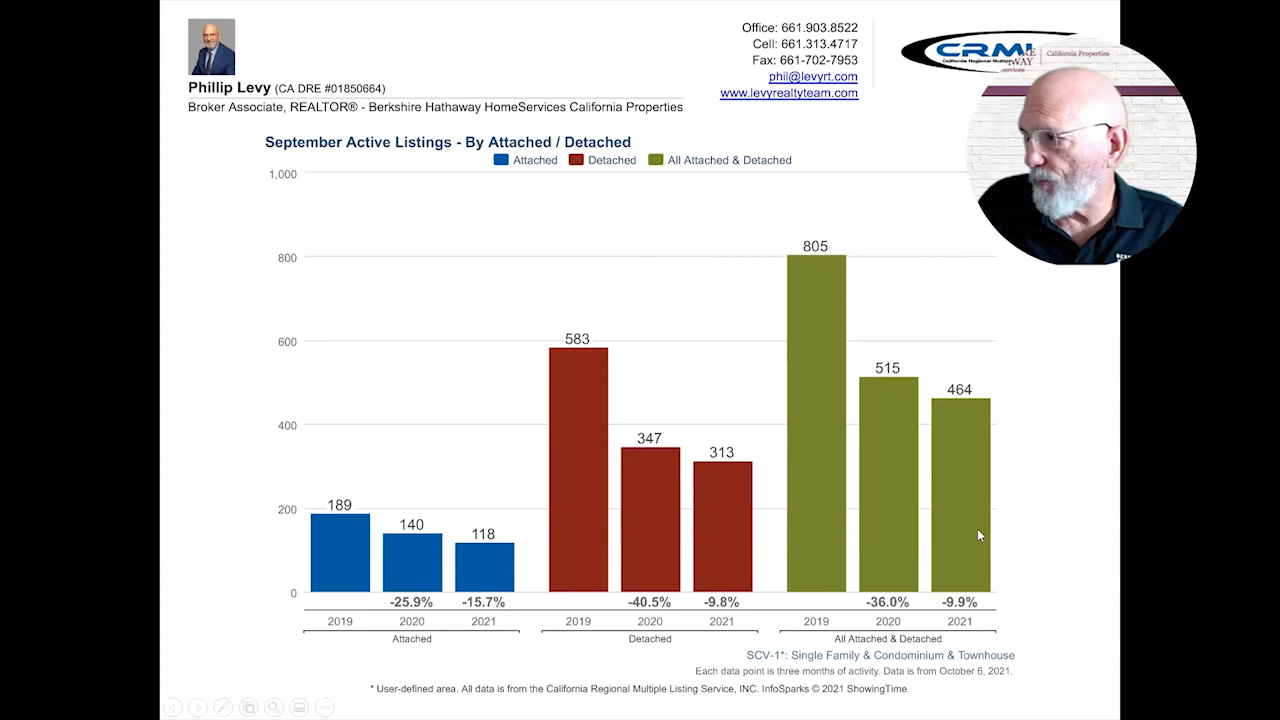 Phillip Levy (CA DRE #01850664)
Broker Associate, REALTOR® - Berkshire Hathaway HomeServices California Properties
Office: 661.903.8522
Cell: 661.313.4717
Fax: 661-702-7953
phil@levyrt.com
www.levyrealtyteam.com
CRML
California Regional Multiple
California Properties
September Active Listings - By Attached / Detached
Attached Detached All Attached & Detached
1,000
800
600
400
200
0
189
140
118
583
347
313
805
515
464
-25.9% -15.7% -40.5% -9.8% -36.0% -9.9%
2019 2020 2021 2019 2020 2021 2019 2020 2021
Attached Detached All Attached & Detached
SCV-1*: Single Family & Condominium & Townhouse
Each data point is three months of activity. Data is from October 6, 2021.
* User-defined area. All data is from the California Regional Multiple Listing Service, INC. InfoSparks © 2021 ShowingTime.